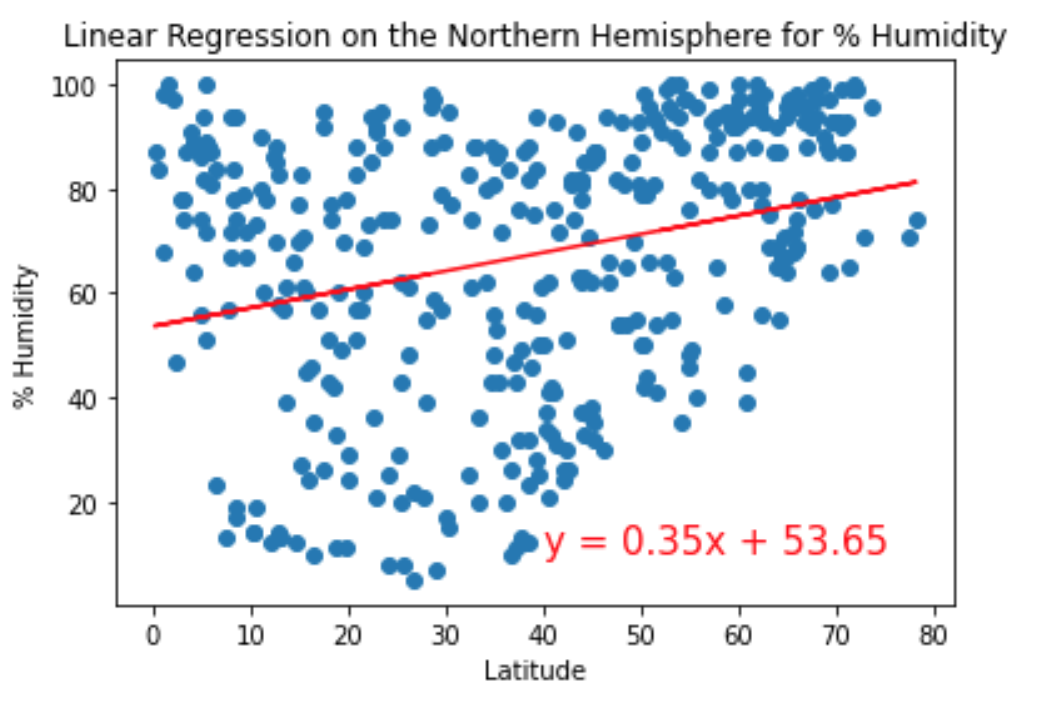 Linear Regression on the Northern Hemisphere for % Humidity
100
80
60
40
20
% Humidity
y = 0.35x + 53.65
0 10 20 30 40 50 60 70 80
Latitude